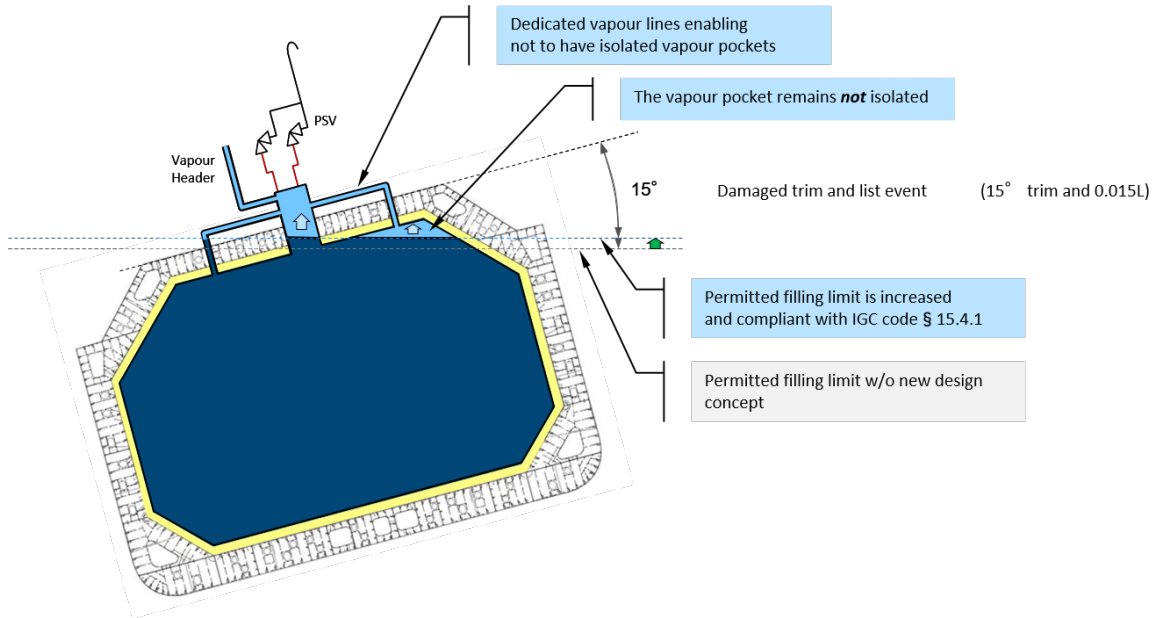 Dedicated vapour lines enabling
not to have isolated vapour pockets
The vapour pocket remains not isolated
PSV
Vapour
Header
15°
Damaged trim and list event (15° trim and 0.015L)
Permitted filling limit is increased
and compliant with IGC code § 15.4.1
Permitted filling limit w/o new design
concept